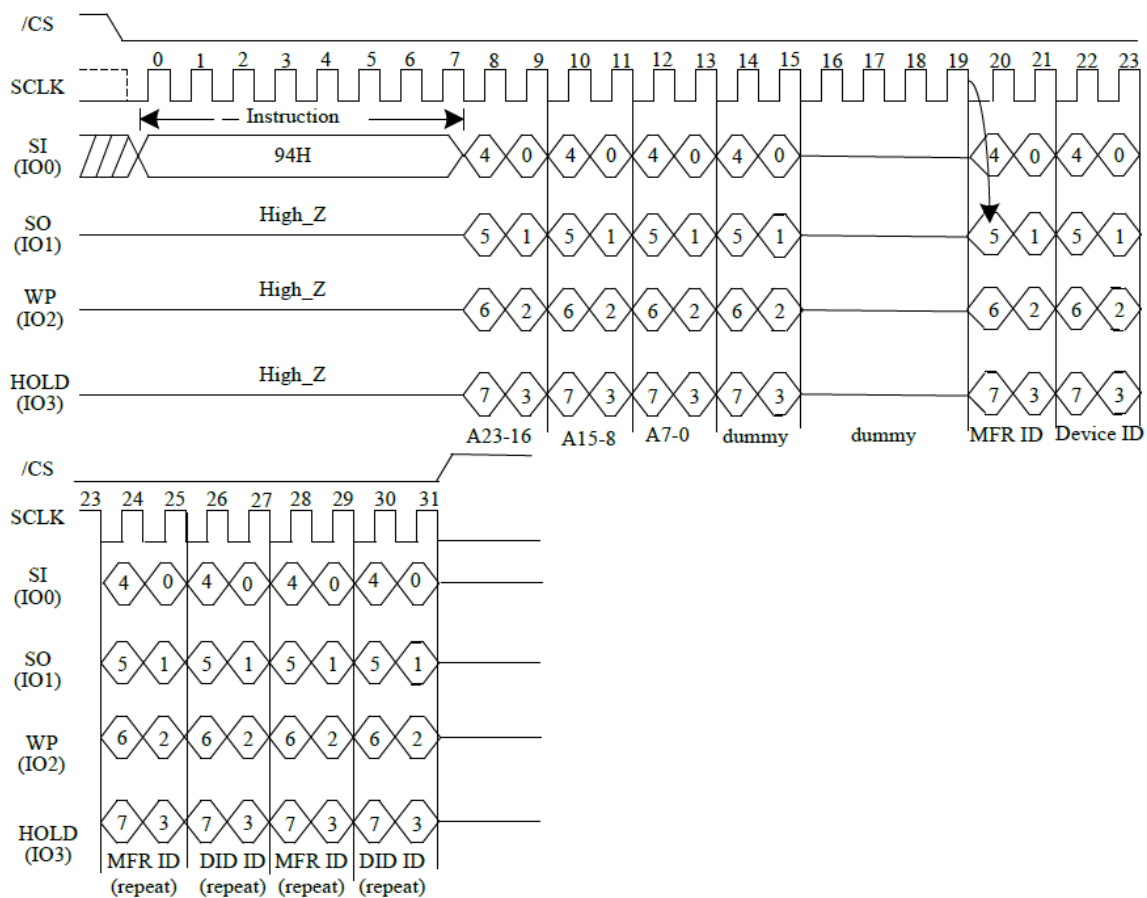 /CS
0 1 2 3 4 5 6 7 8 9 10 11 12 13 14 15 16 17 18 19 20 21 22 23
SCLK
Instruction
SI
(IO0)
94H
4 0 4 0 4 0 4 0 4 0 4 0
SO
(IO1)
High_Z
5 1 5 1 5 1 5 1 5 1 5 1
WP
(IO2)
High_Z
6 2 6 2 6 2 6 2 6 2 6 2
HOLD
(IO3)
High_Z
7 3 7 3 7 3 7 3 7 3 7 3
A23-16 A15-8 A7-0 dummy dummy MFR ID Device ID
/CS
23 24 25 26 27 28 29 30 31
SCLK
SI
(IO0)
4 0 4 0 4 0 4 0
SO
(IO1)
5 1 5 1 5 1 5 1
WP
(IO2)
6 2 6 2 6 2 6 2
HOLD
(IO3)
7 3 7 3 7 3 7 3
MFR ID DID ID MFR ID DID ID
(repeat) (repeat) (repeat) (repeat)